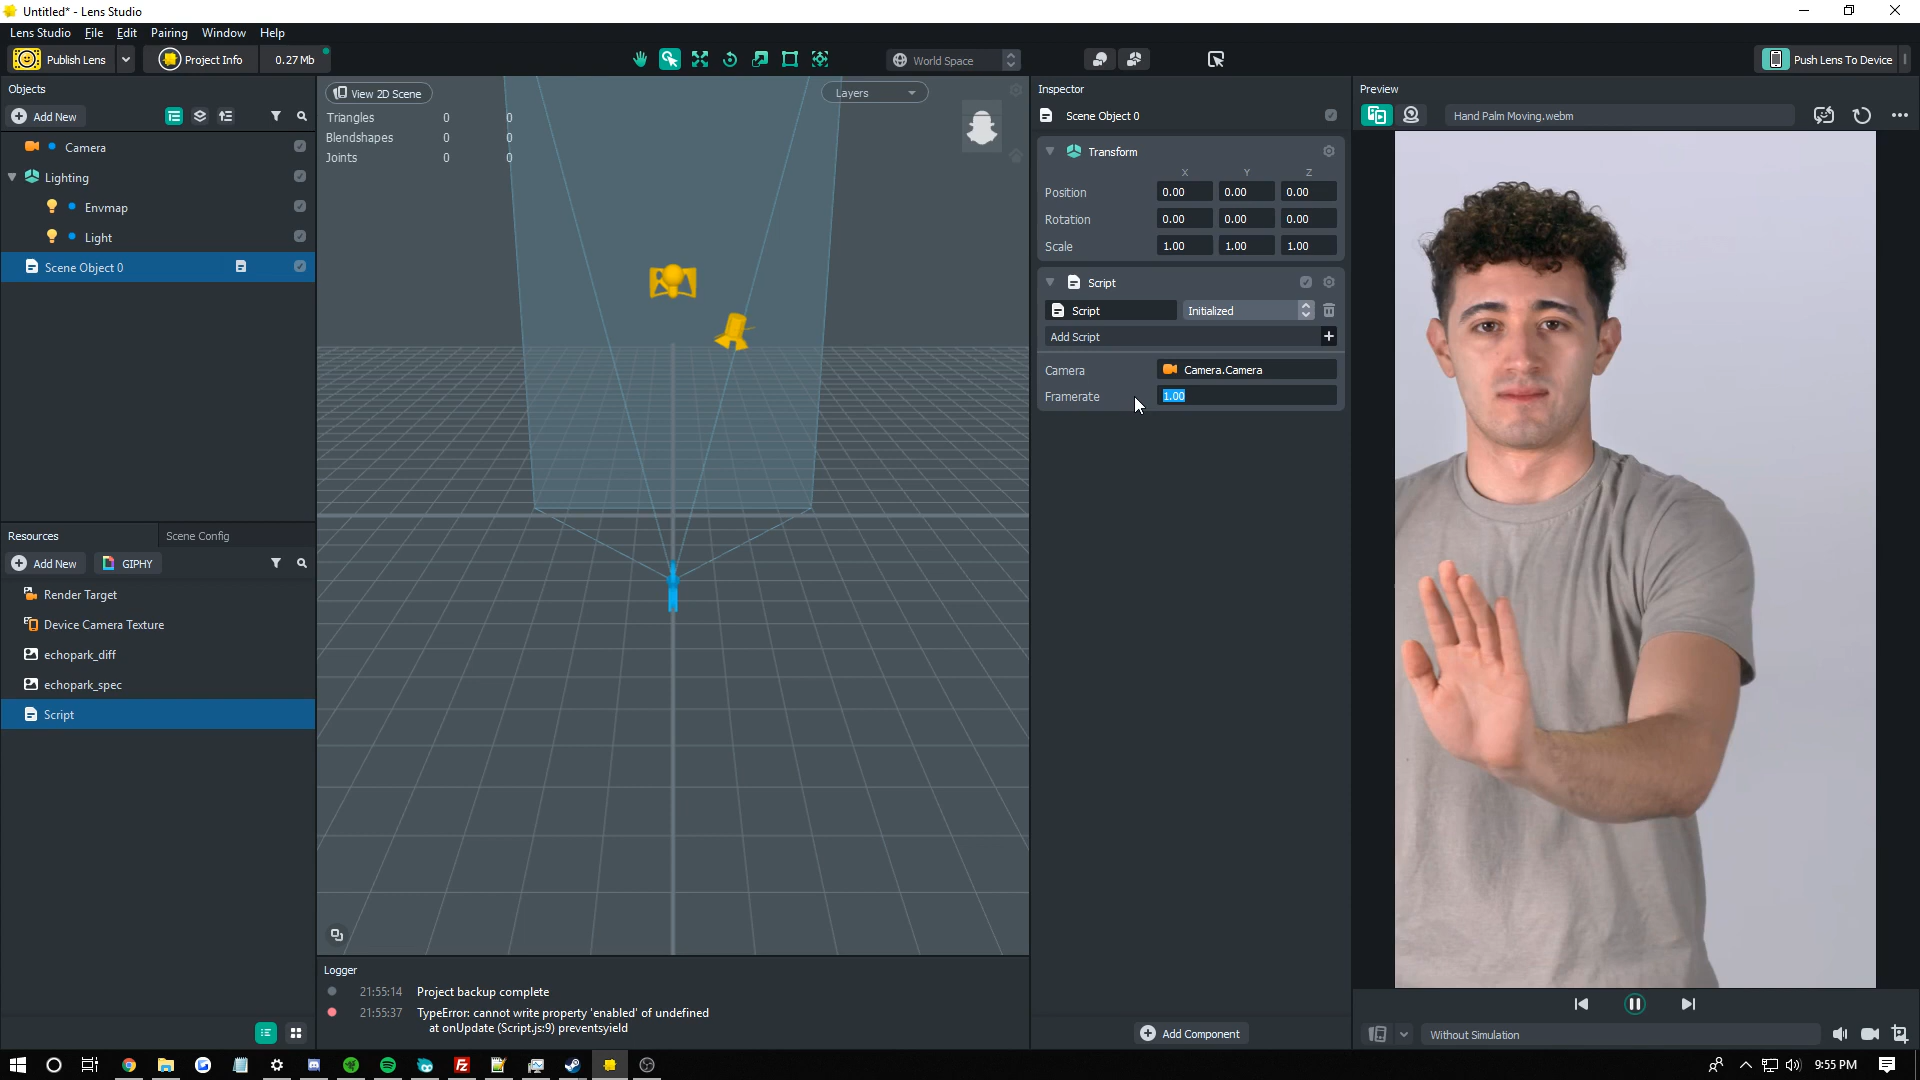 Untitled* - Lens Studio
Lens Studio File Edit Pairing Window Help
Publish Lens Project Info 0.27 Mb World Space Push Lens To Device
Objects
Add New
Camera
Lighting
Envmap
Light
Scene Object 0
Resources Scene Config
Add New GIPHY
Render Target
Device Camera Texture
echopark_diff
echopark_spec
Script
View 2D Scene Layers
Triangles 0 0
Blendshapes 0 0
Joints 0 0
Logger
21:55:14 Project backup complete
21:55:37 TypeError: cannot write property 'enabled' of undefined
at onUpdate (Script.js:9) preventsyield
Inspector
Scene Object 0
Transform
X Y Z
Position 0.00 0.00 0.00
Rotation 0.00 0.00 0.00
Scale 1.00 1.00 1.00
Script
Script Initialized
Add Script +
Camera Camera.Camera
Framerate 1.00
Add Component
Preview
Hand Palm Moving.webm
Without Simulation
9:55 PM